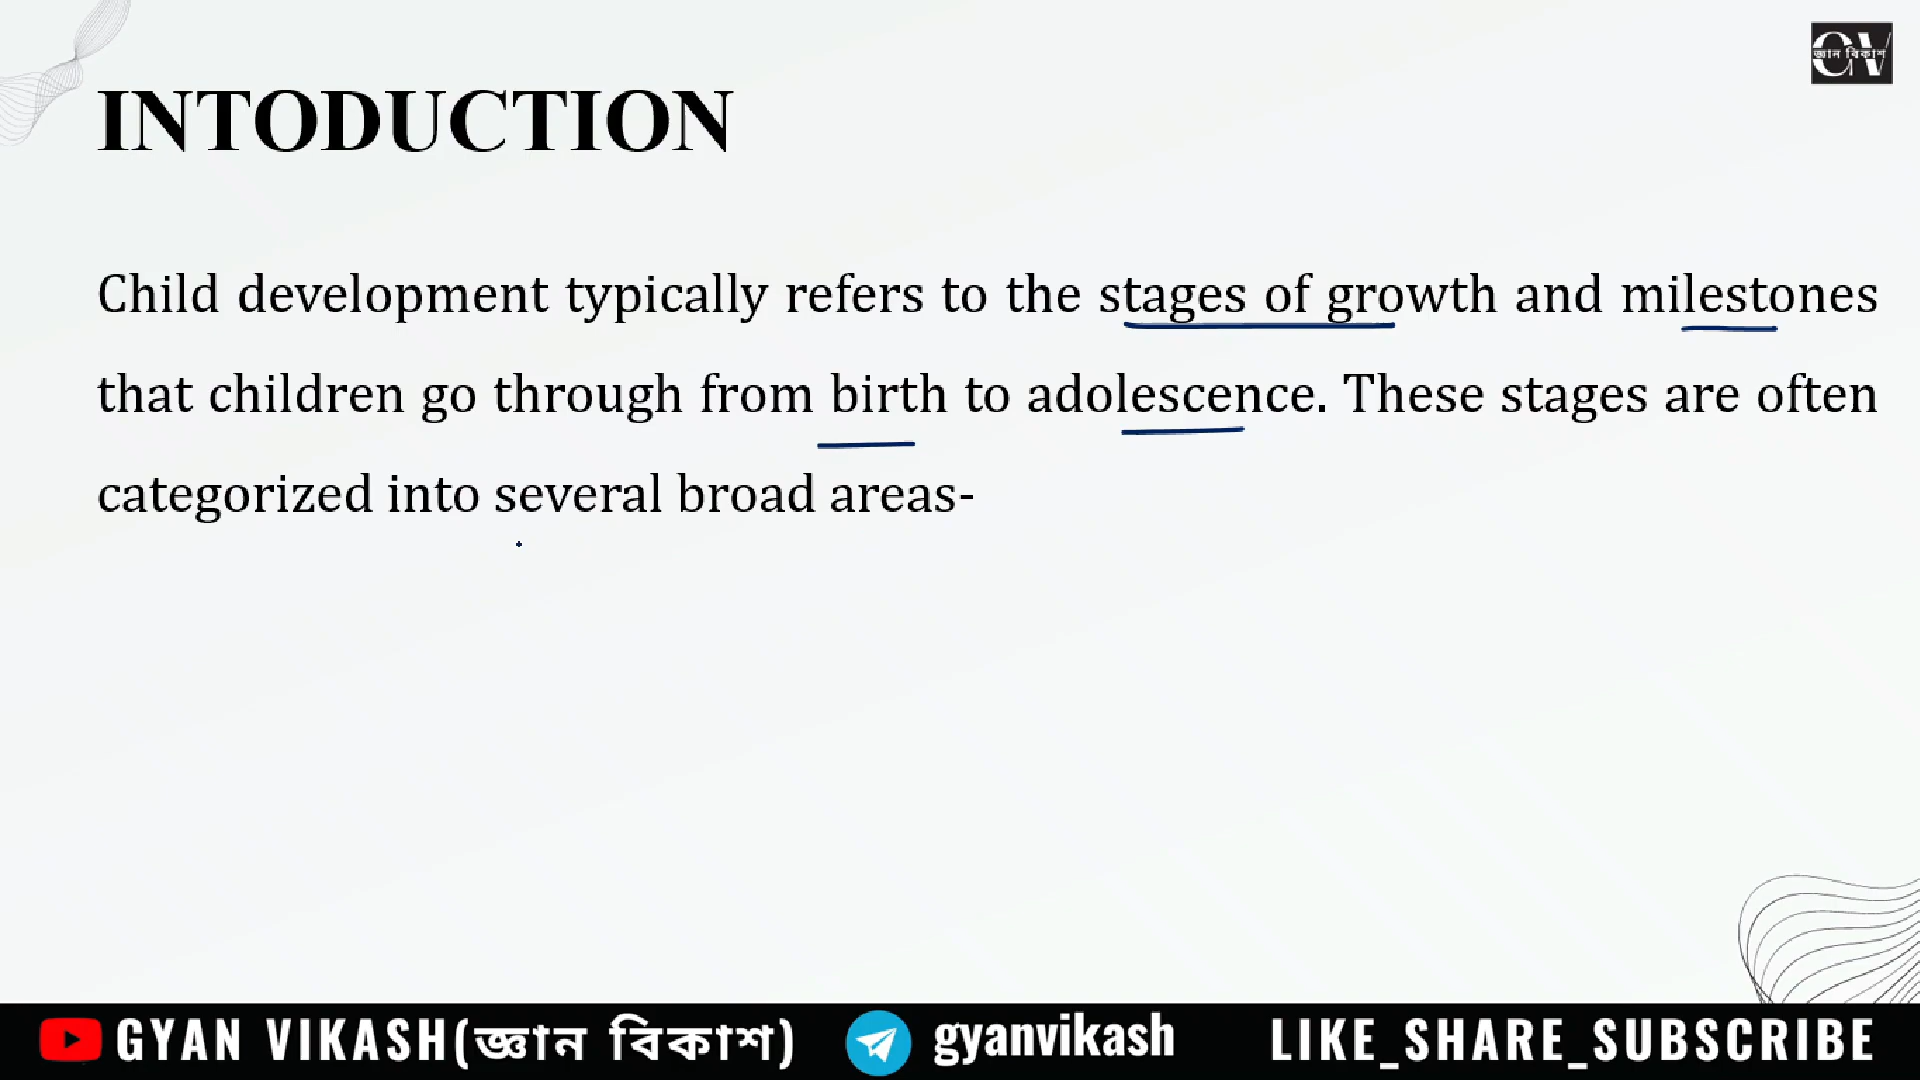 GV
জ্ঞান বিকাশ
INTODUCTION
Child development typically refers to the stages of growth and milestones
that children go through from birth to adolescence. These stages are often
categorized into several broad areas-
GYAN VIKASH(জ্ঞান বিকাশ)
gyanvikash
LIKE_SHARE_SUBSCRIBE